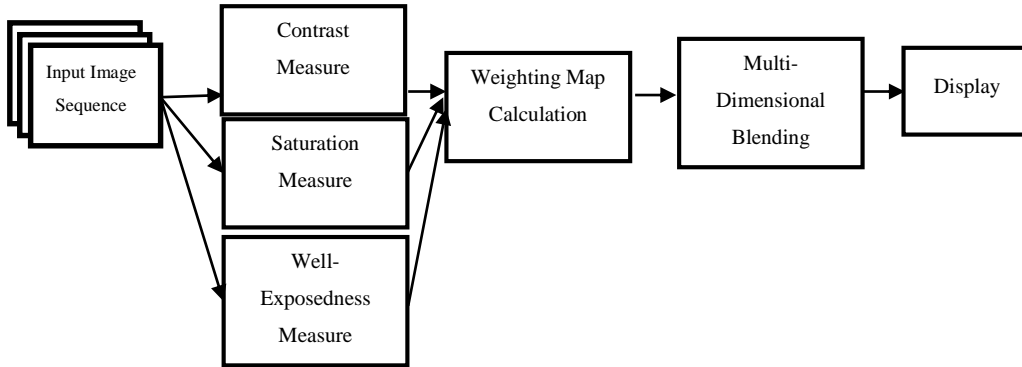 Input Image
Sequence
Contrast
Measure
Saturation
Measure
Well-
Exposedness
Measure
Weighting Map
Calculation
Multi-
Dimensional
Blending
Display